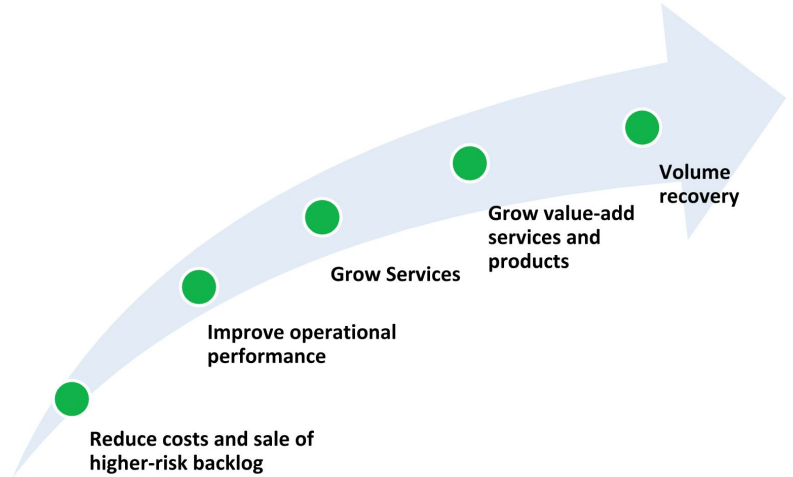 Volume
recovery
Grow value-add
services and
products
Grow Services
Improve operational
performance
Reduce costs and sale of
higher-risk backlog